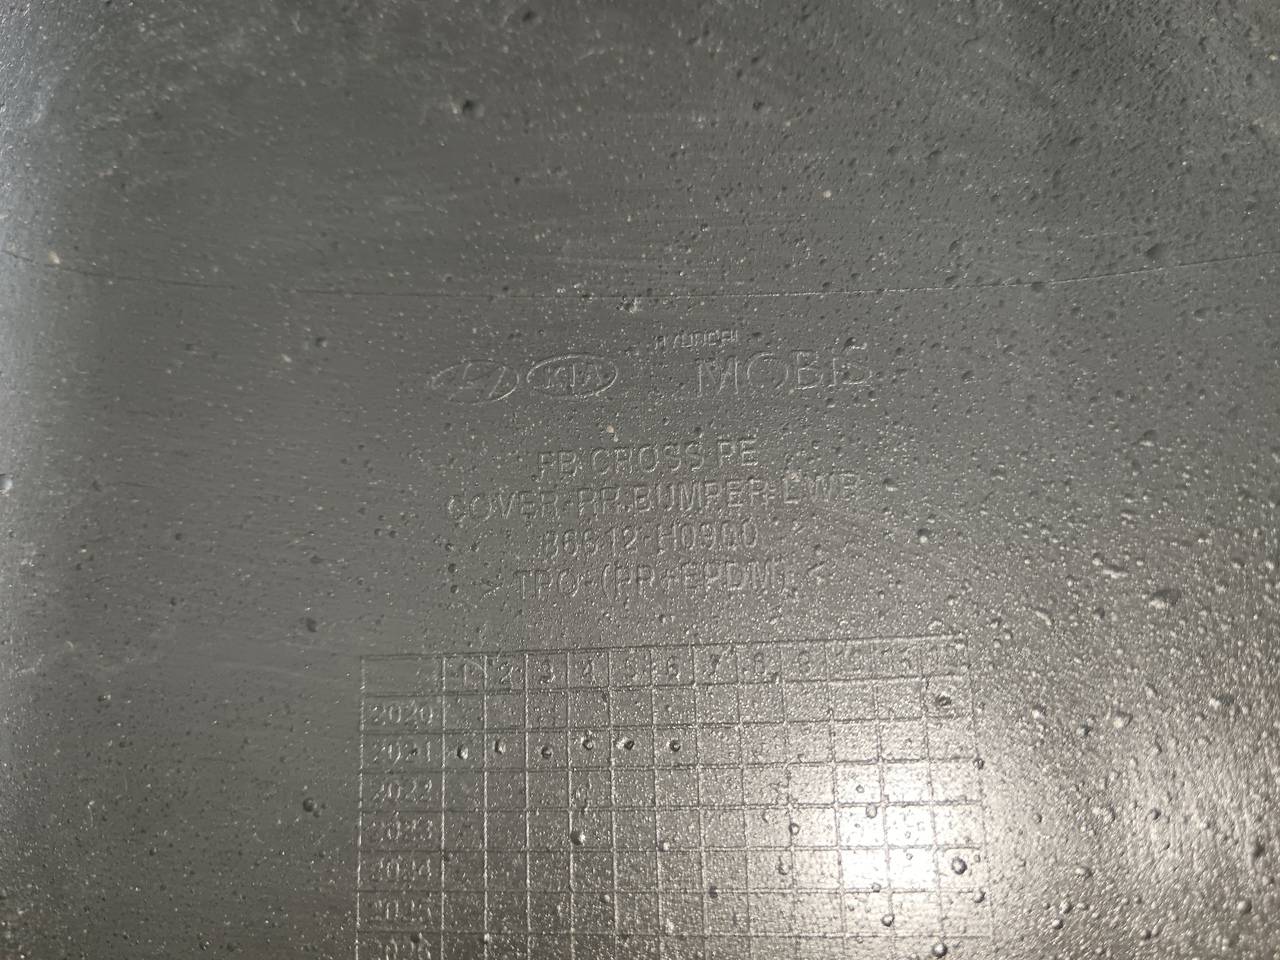 HYUNDAI
KIA MOBIS
FB CROSS PE
COVER-RR.BUMPER-LWR
86612-H0900
> TPO-(PP+EPDM) <
1 2 3 4 5 6 7 8 9 10 11 12
2020
2021
2022
2023
2024
2025